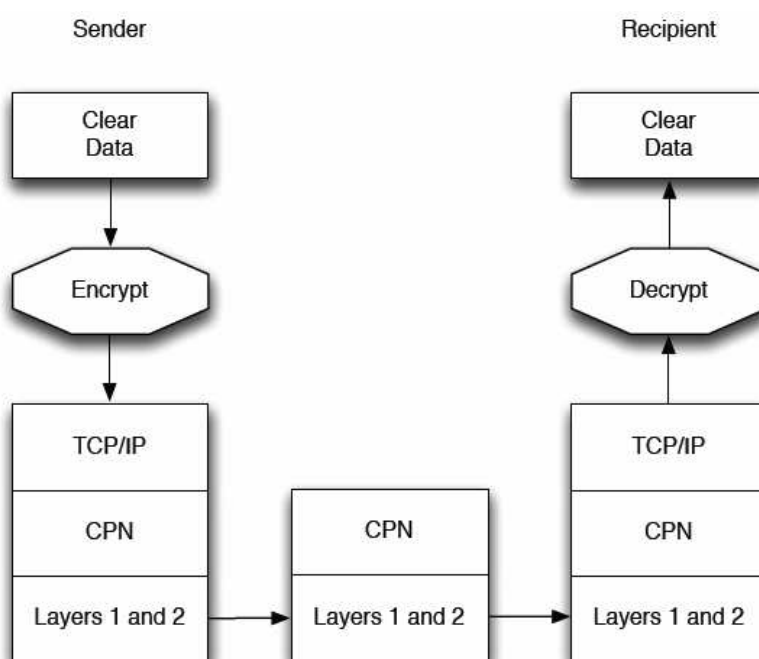 Sender
Recipient
Clear
Data
Clear
Data
Encrypt
Decrypt
TCP/IP
TCP/IP
CPN
CPN
CPN
Layers 1 and 2
Layers 1 and 2
Layers 1 and 2